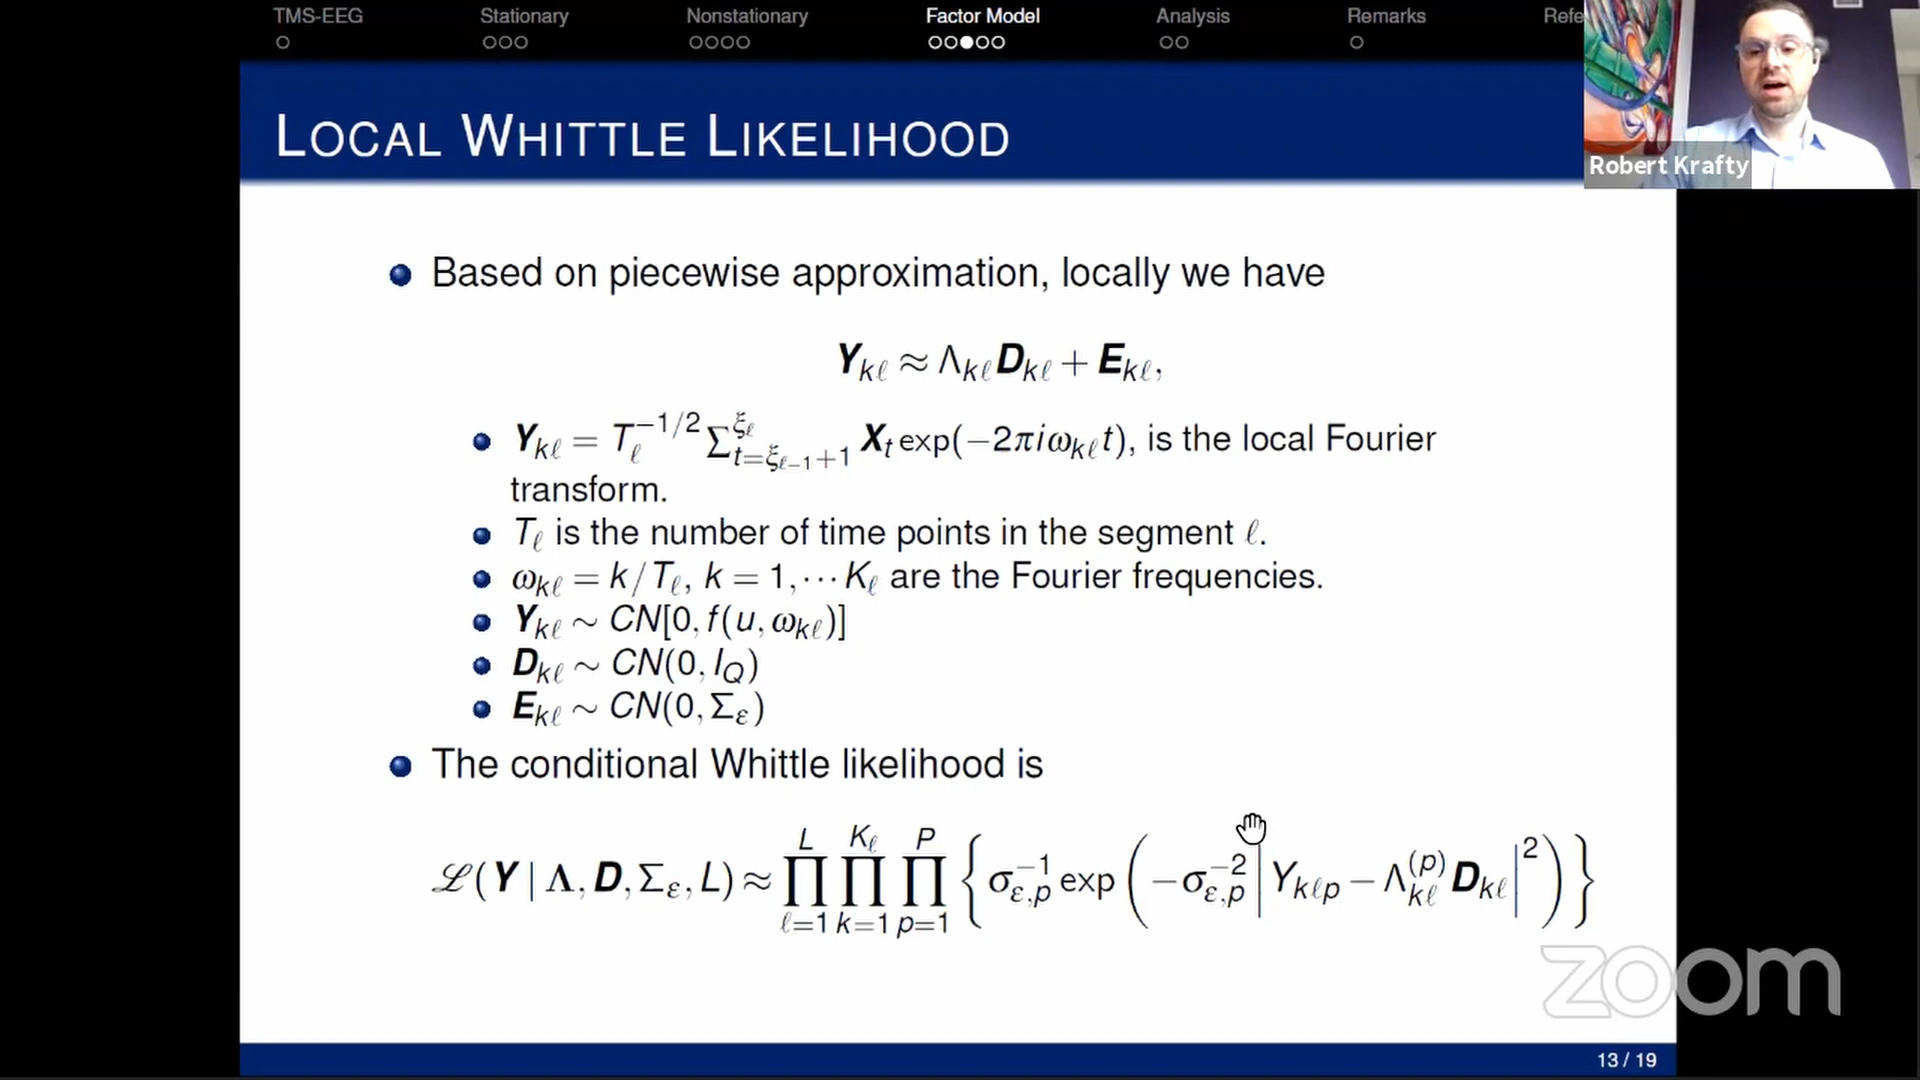 TMS-EEG Stationary Nonstationary Factor Model Analysis Remarks Refe
Robert Krafty
LOCAL WHITTLE LIKELIHOOD
Based on piecewise approximation, locally we have
Y_{kℓ} ≈ Λ_{kℓ} D_{kℓ} + E_{kℓ},
Y_{kℓ} = T_ℓ^{−1/2} ∑_{t=ξ_{ℓ−1}+1}^{ξ_ℓ} X_t exp(−2πiω_{kℓ}t), is the local Fourier
transform.
T_ℓ is the number of time points in the segment ℓ.
ω_{kℓ} = k/T_ℓ, k = 1, ⋯ K_ℓ are the Fourier frequencies.
Y_{kℓ} ∼ CN[0, f(u, ω_{kℓ})]
D_{kℓ} ∼ CN(0, I_Q)
E_{kℓ} ∼ CN(0, Σ_ε)
The conditional Whittle likelihood is
ℒ(Y | Λ, D, Σ_ε, L) ≈ ∏_{ℓ=1}^{L} ∏_{k=1}^{K_ℓ} ∏_{p=1}^{P} { σ_{ε,p}^{−1} exp ( −σ_{ε,p}^{−2} | Y_{kℓp} − Λ_{kℓ}^{(p)} D_{kℓ} |^2 ) }
zoom
13 / 19